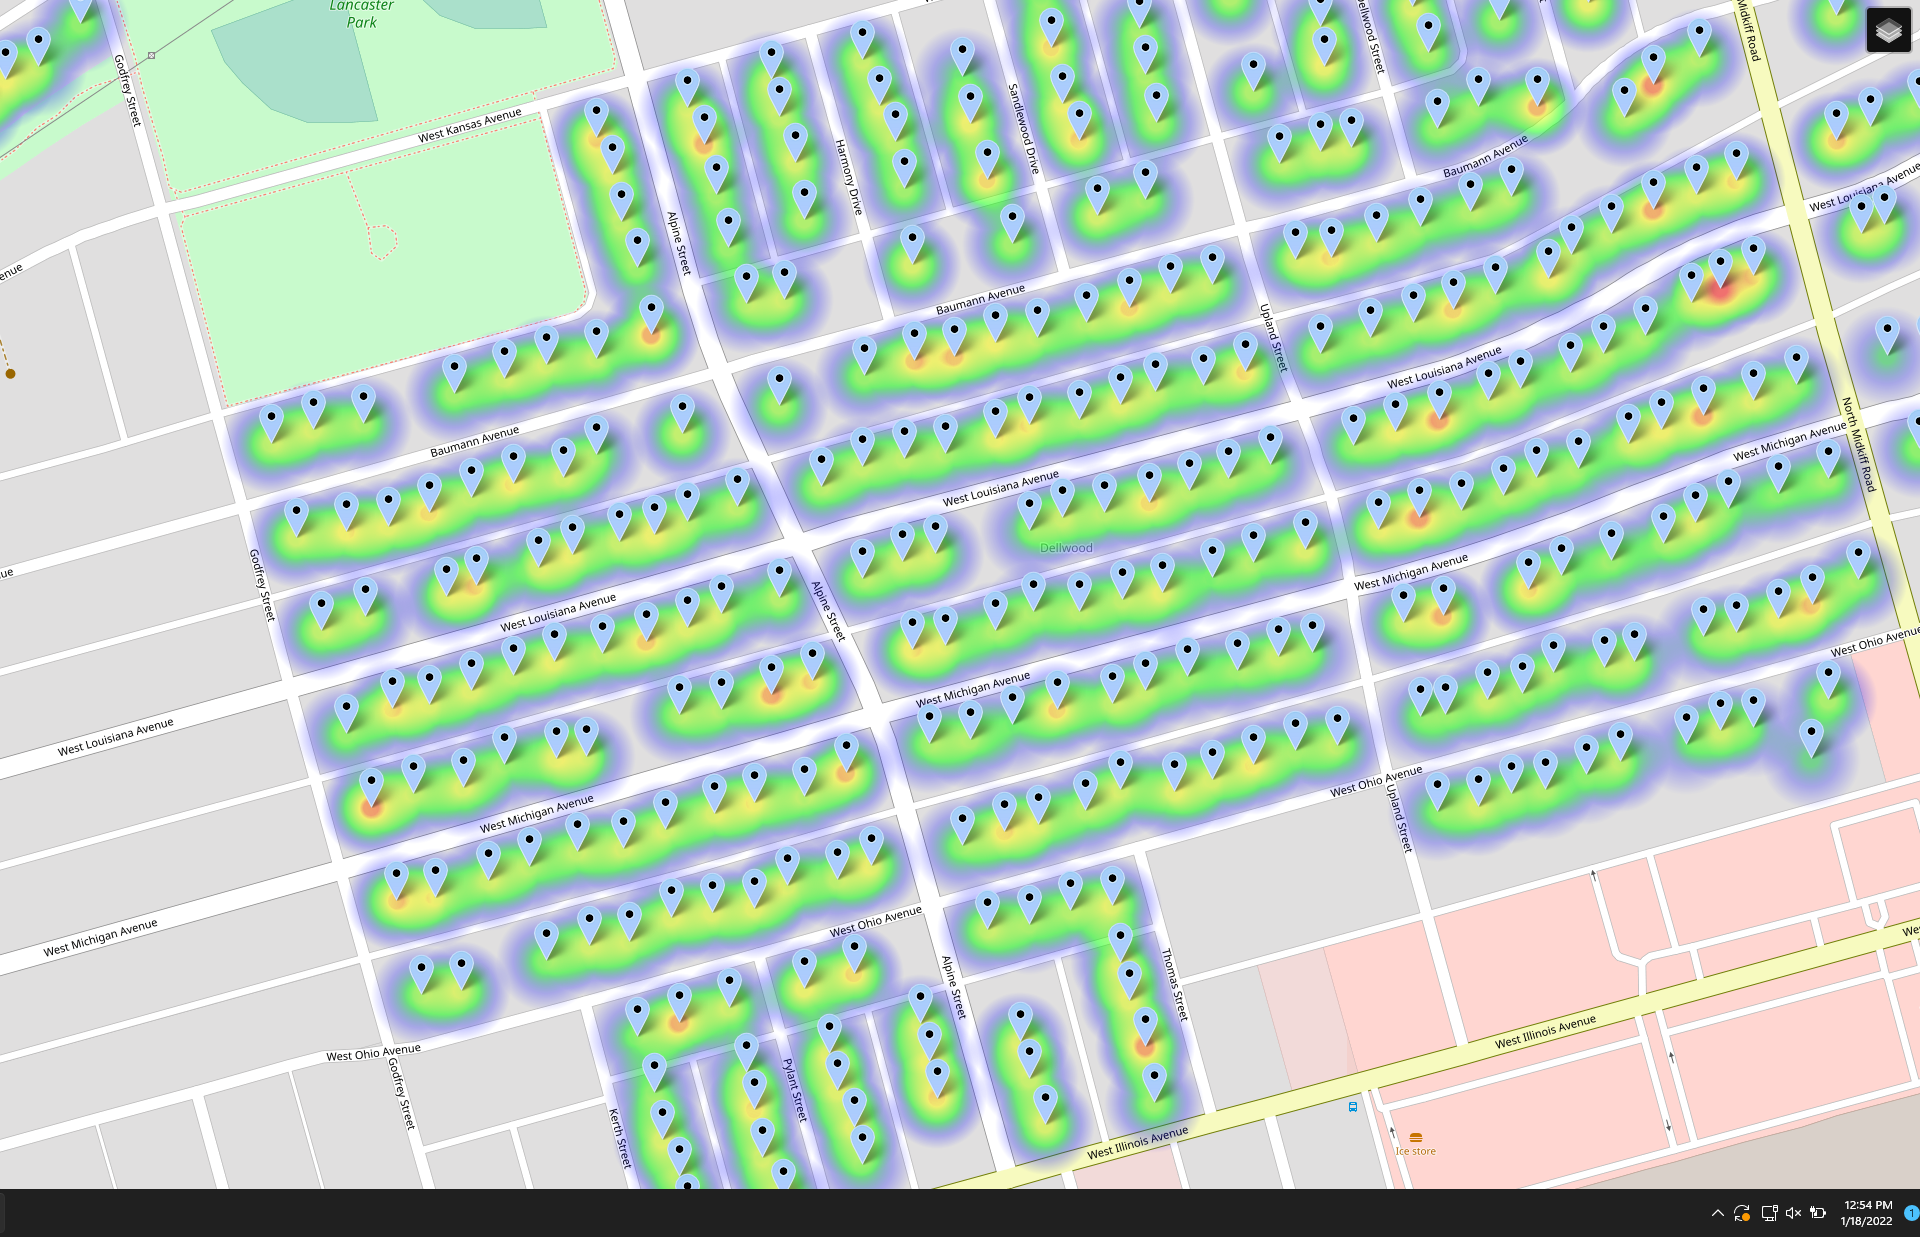 Lancaster
Park
Godfrey Street
West Kansas Avenue
Harmony Drive
Sandlewood Drive
Dellwood Street
Midkiff Road
Baumann Avenue
West Louisiana Avenue
Alpine Street
enue
Baumann Avenue
Upland Street
West Louisiana Avenue
North Midkiff Road
West Michigan Avenue
Baumann Avenue
West Louisiana Avenue
Dellwood
Godfrey Street
ue
West Louisiana Avenue
Alpine Street
West Michigan Avenue
West Ohio Avenue
West Michigan Avenue
West Louisiana Avenue
West Michigan Avenue
West Ohio Avenue
Upland Street
West Ohio Avenue
West Michigan Avenue
Alpine Street
Thomas Street
Wes
West Illinois Avenue
West Ohio Avenue
Godfrey Street
Pylant Street
Kerth Street
West Illinois Avenue
Ice store
12:54 PM
1/18/2022
1